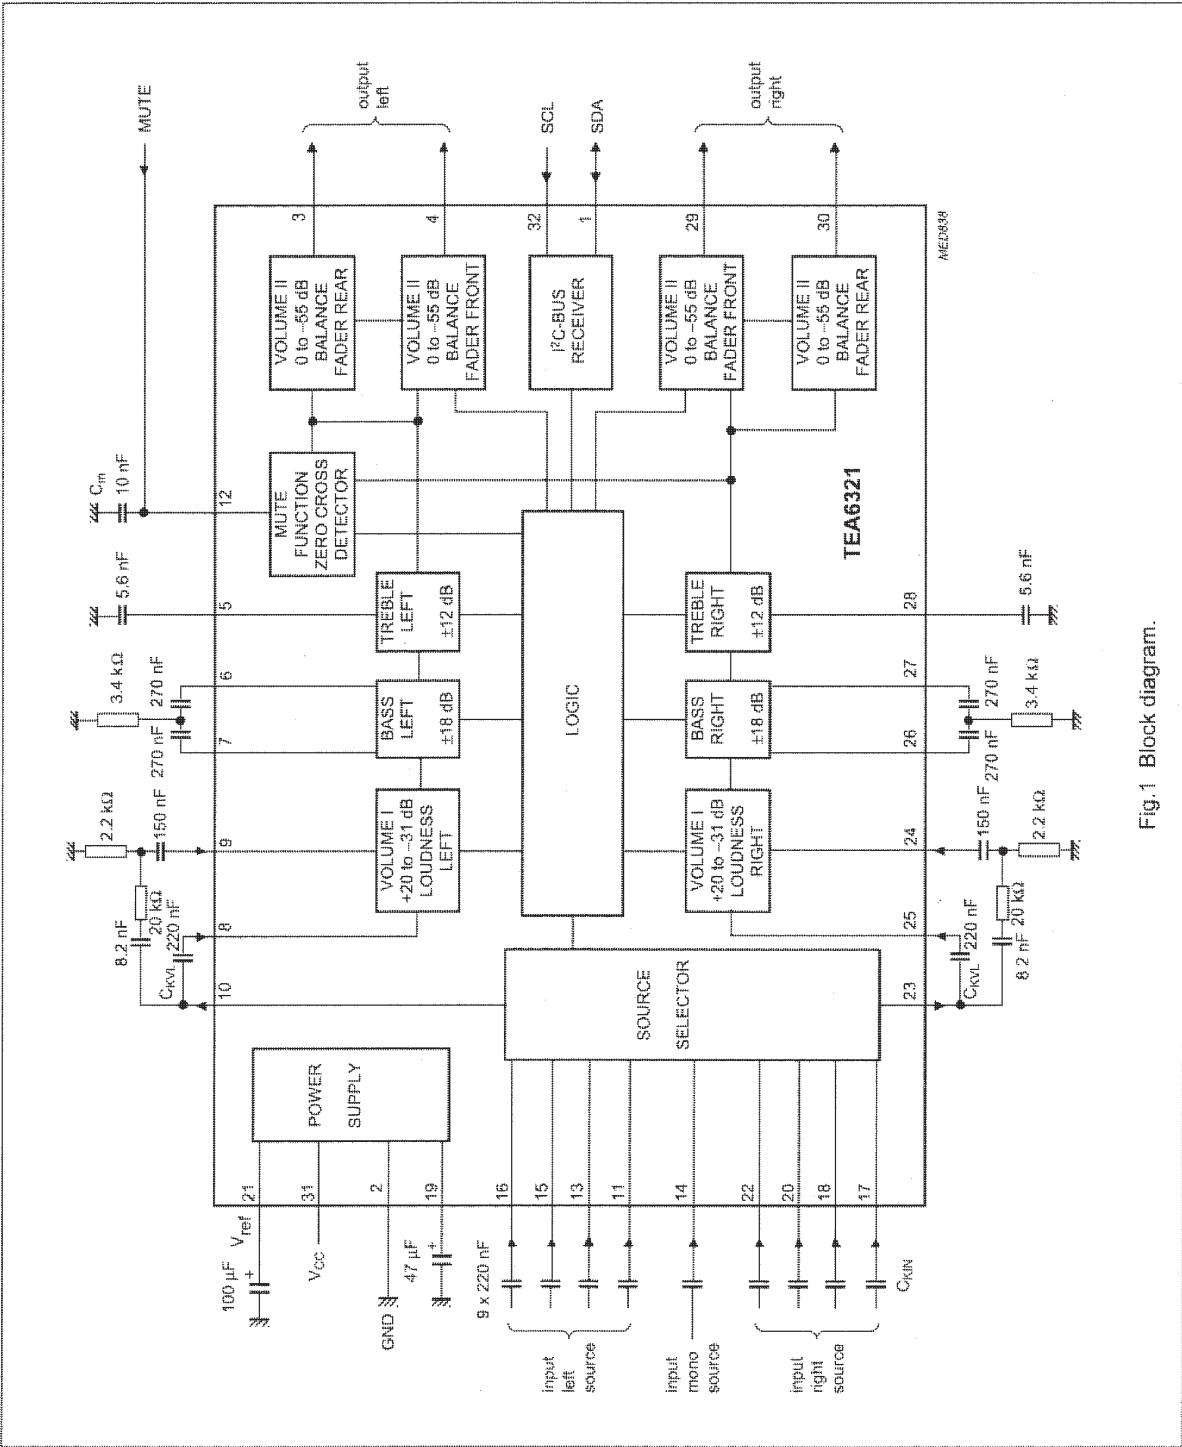 MUTE
output
left
SCL
SDA
output
right
3
4
32
1
29
30
MED838
VOLUME II
0 to −55 dB
BALANCE
FADER REAR
VOLUME II
0 to −55 dB
BALANCE
FADER FRONT
I²C-BUS
RECEIVER
VOLUME II
0 to −55 dB
BALANCE
FADER FRONT
VOLUME II
0 to −55 dB
BALANCE
FADER REAR
Cm
10 nF
12
MUTE
FUNCTION
ZERO CROSS
DETECTOR
TEA6321
5.6 nF
5
TREBLE
LEFT
±12 dB
LOGIC
TREBLE
RIGHT
±12 dB
28
5.6 nF
3.4 kΩ
270 nF
270 nF
6
7
BASS
LEFT
±18 dB
BASS
RIGHT
±18 dB
27
26
270 nF
270 nF
3.4 kΩ
2.2 kΩ
150 nF
9
20 kΩ
8.2 nF
220 nF
CKVL
8
10
VOLUME I
+20 to −31 dB
LOUDNESS
LEFT
VOLUME I
+20 to −31 dB
LOUDNESS
RIGHT
24
25
23
150 nF
2.2 kΩ
20 kΩ
220 nF
8.2 nF
CKVL
SOURCE
SELECTOR
POWER
SUPPLY
21
31
2
19
16
15
13
11
14
22
20
18
17
Vref
100 µF
+
VCC
GND
47 µF
+
9 x 220 nF
CKIN
input
left
source
input
mono
source
input
right
source
Fig.1 Block diagram.